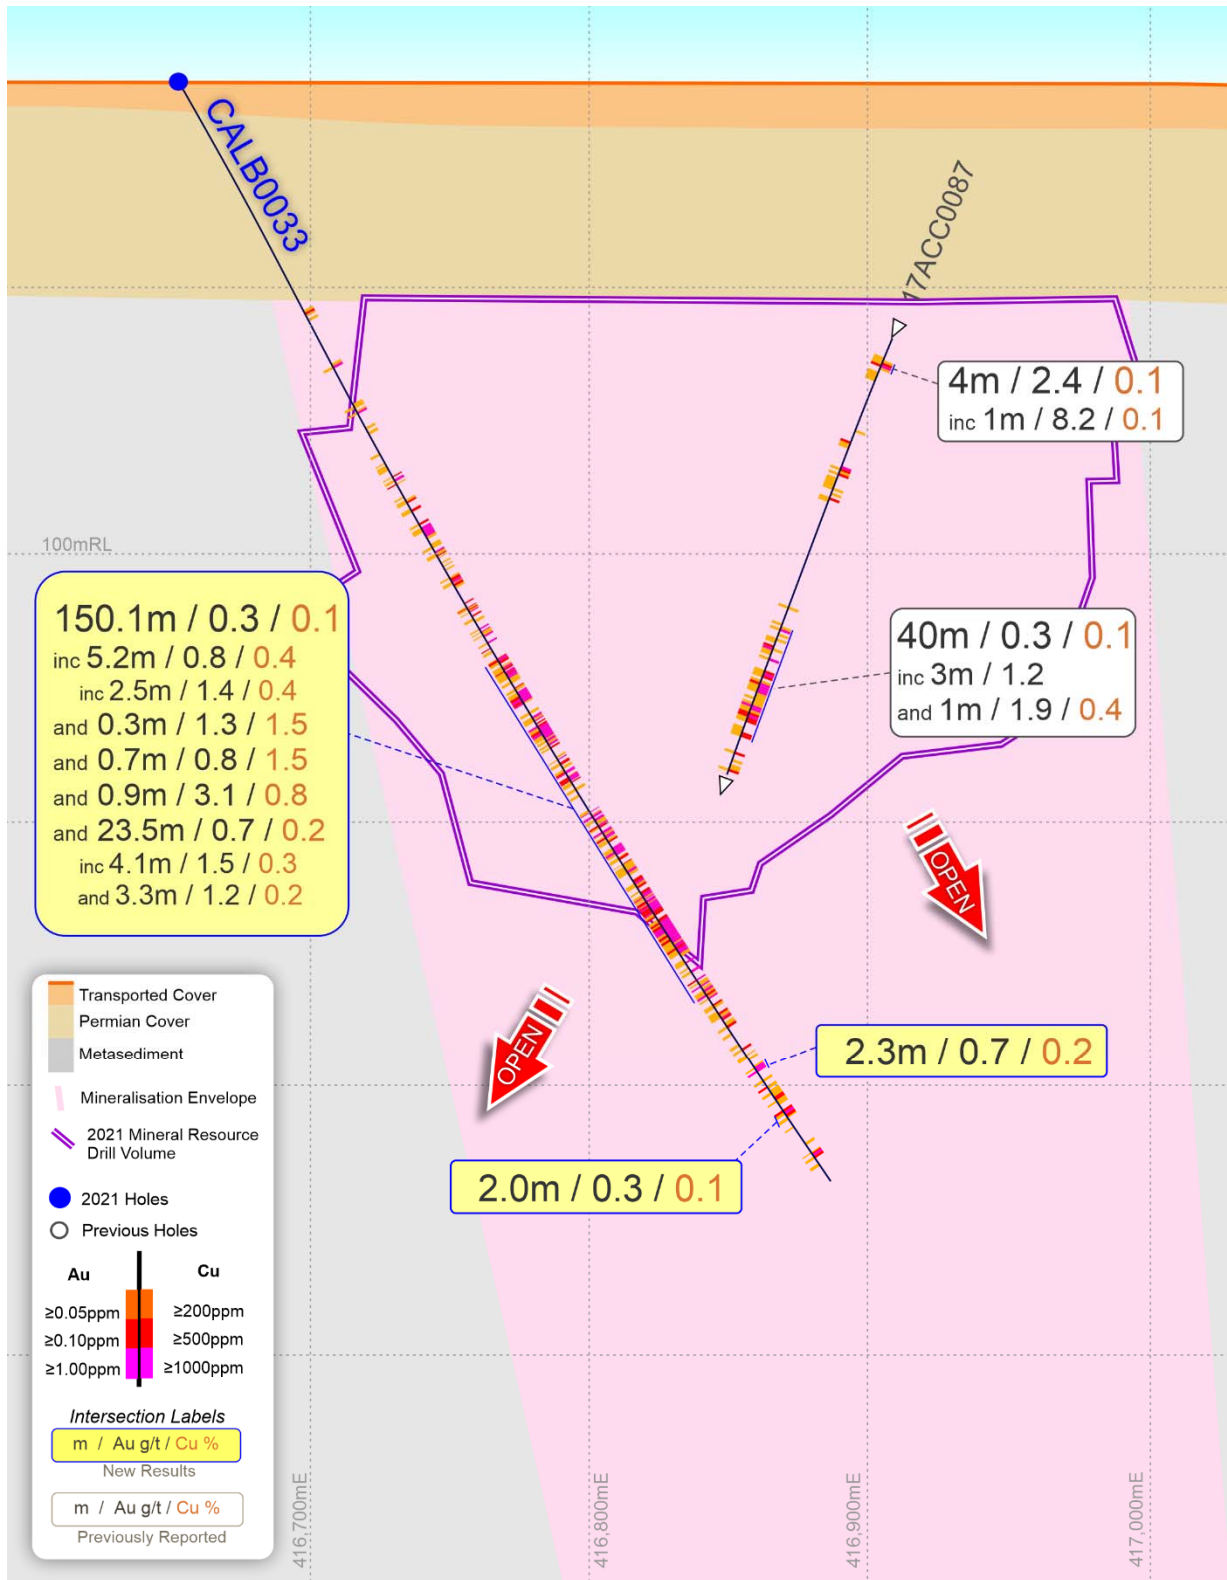 CALB0033
17ACC0087
4m / 2.4 / 0.1
inc 1m / 8.2 / 0.1
100mRL
150.1m / 0.3 / 0.1
inc 5.2m / 0.8 / 0.4
inc 2.5m / 1.4 / 0.4
and 0.3m / 1.3 / 1.5
and 0.7m / 0.8 / 1.5
and 0.9m / 3.1 / 0.8
and 23.5m / 0.7 / 0.2
inc 4.1m / 1.5 / 0.3
and 3.3m / 1.2 / 0.2
40m / 0.3 / 0.1
inc 3m / 1.2
and 1m / 1.9 / 0.4
OPEN
OPEN
2.3m / 0.7 / 0.2
2.0m / 0.3 / 0.1
Transported Cover
Permian Cover
Metasediment
Mineralisation Envelope
2021 Mineral Resource
Drill Volume
2021 Holes
Previous Holes
Au Cu
≥0.05ppm ≥200ppm
≥0.10ppm ≥500ppm
≥1.00ppm ≥1000ppm
Intersection Labels
m / Au g/t / Cu %
New Results
m / Au g/t / Cu %
Previously Reported
416,700mE
416,800mE
416,900mE
417,000mE